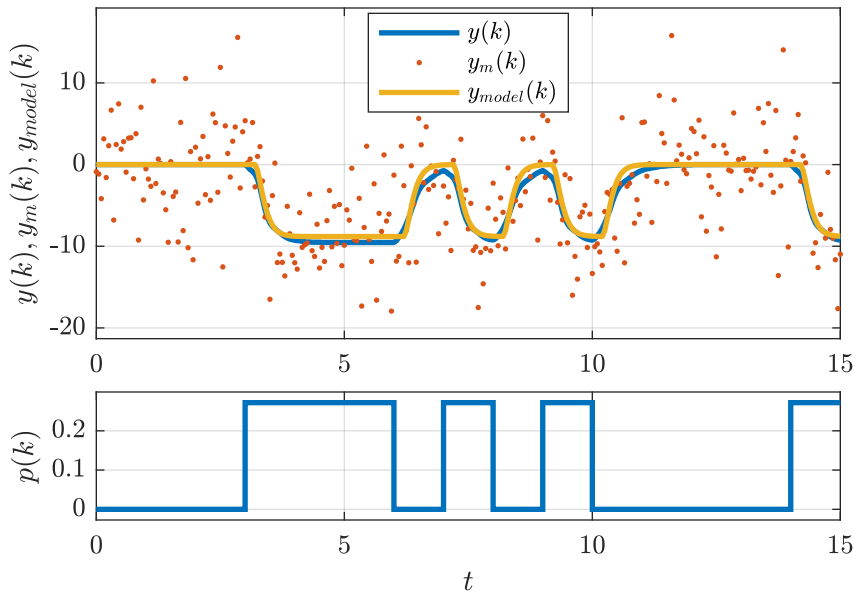 y(k), y_m(k), y_model(k)
10
0
-10
-20
y(k)
y_m(k)
y_model(k)
0 5 10 15
p(k)
0.2
0.1
0
0 5 10 15
t